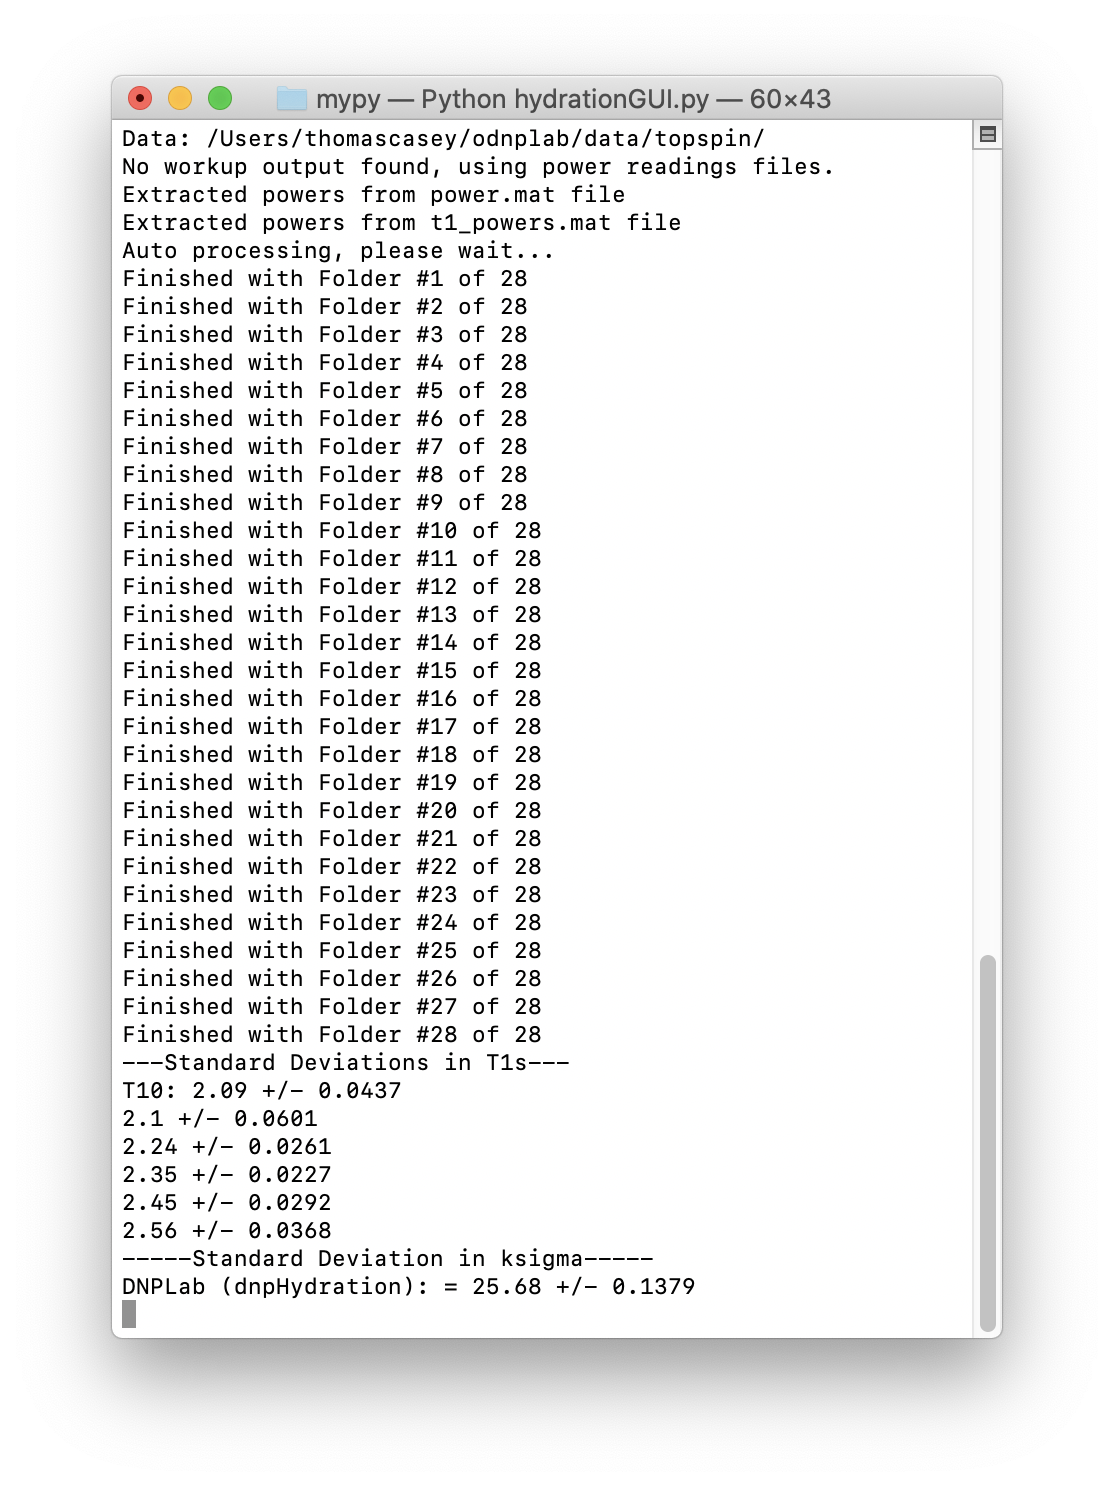 mypy — Python hydrationGUI.py — 60×43
Data: /Users/thomascasey/odnplab/data/topspin/
No workup output found, using power readings files.
Extracted powers from power.mat file
Extracted powers from t1_powers.mat file
Auto processing, please wait...
Finished with Folder #1 of 28
Finished with Folder #2 of 28
Finished with Folder #3 of 28
Finished with Folder #4 of 28
Finished with Folder #5 of 28
Finished with Folder #6 of 28
Finished with Folder #7 of 28
Finished with Folder #8 of 28
Finished with Folder #9 of 28
Finished with Folder #10 of 28
Finished with Folder #11 of 28
Finished with Folder #12 of 28
Finished with Folder #13 of 28
Finished with Folder #14 of 28
Finished with Folder #15 of 28
Finished with Folder #16 of 28
Finished with Folder #17 of 28
Finished with Folder #18 of 28
Finished with Folder #19 of 28
Finished with Folder #20 of 28
Finished with Folder #21 of 28
Finished with Folder #22 of 28
Finished with Folder #23 of 28
Finished with Folder #24 of 28
Finished with Folder #25 of 28
Finished with Folder #26 of 28
Finished with Folder #27 of 28
Finished with Folder #28 of 28
---Standard Deviations in T1s---
T10: 2.09 +/- 0.0437
2.1 +/- 0.0601
2.24 +/- 0.0261
2.35 +/- 0.0227
2.45 +/- 0.0292
2.56 +/- 0.0368
-----Standard Deviation in ksigma-----
DNPLab (dnpHydration): = 25.68 +/- 0.1379